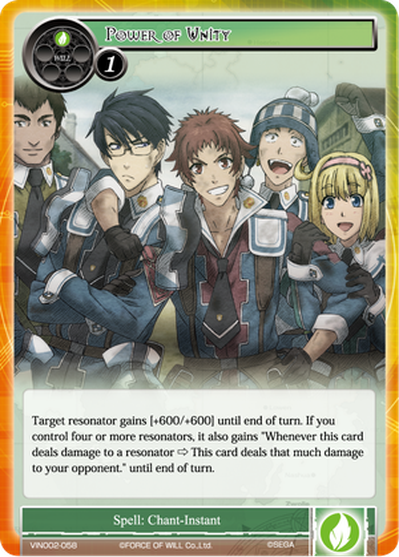 Power of Unity
WILL
1
Target resonator gains [+600/+600] until end of turn. If you
control four or more resonators, it also gains "Whenever this card
deals damage to a resonator ⇨ This card deals that much damage
to your opponent." until end of turn.
Spell: Chant-Instant
VIN002-058 ©FORCE OF WILL Co.,Ltd. ©SEGA